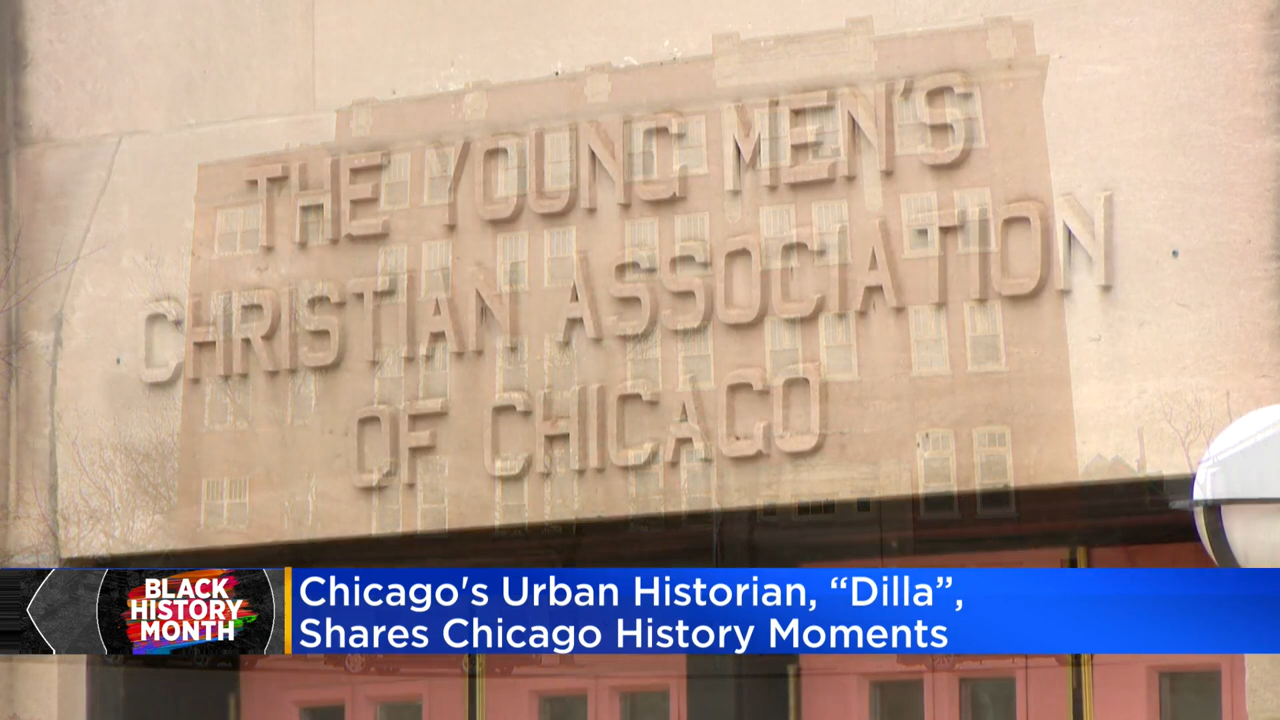 THE YOUNG MEN'S
CHRISTIAN ASSOCIATION
OF CHICAGO
BLACK
HISTORY
MONTH
Chicago's Urban Historian, “Dilla”,
Shares Chicago History Moments